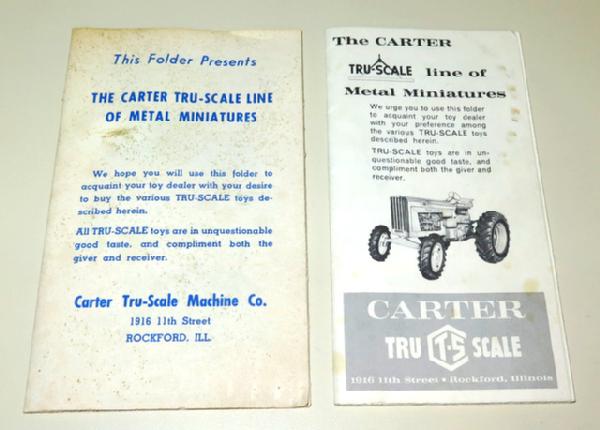 This Folder Presents
THE CARTER TRU-SCALE LINE
OF METAL MINIATURES
We hope you will use this folder to
acquaint your toy dealer with your desire
to buy the various TRU-SCALE toys de-
scribed herein.
All TRU-SCALE toys are in unquestionable
good taste, and compliment both the
giver and receiver.
Carter Tru-Scale Machine Co.
1916 11th Street
ROCKFORD, ILL.
The CARTER
TRU-SCALE line of
Metal Miniatures
We urge you to use this folder
to acquaint your toy dealer
with your preference among
the various TRU-SCALE toys
described herein.
TRU-SCALE toys are in un-
questionable good taste, and
compliment both the giver and
receiver.
CARTER
TRU T-S SCALE
1916 11th Street • Rockford, Illinois